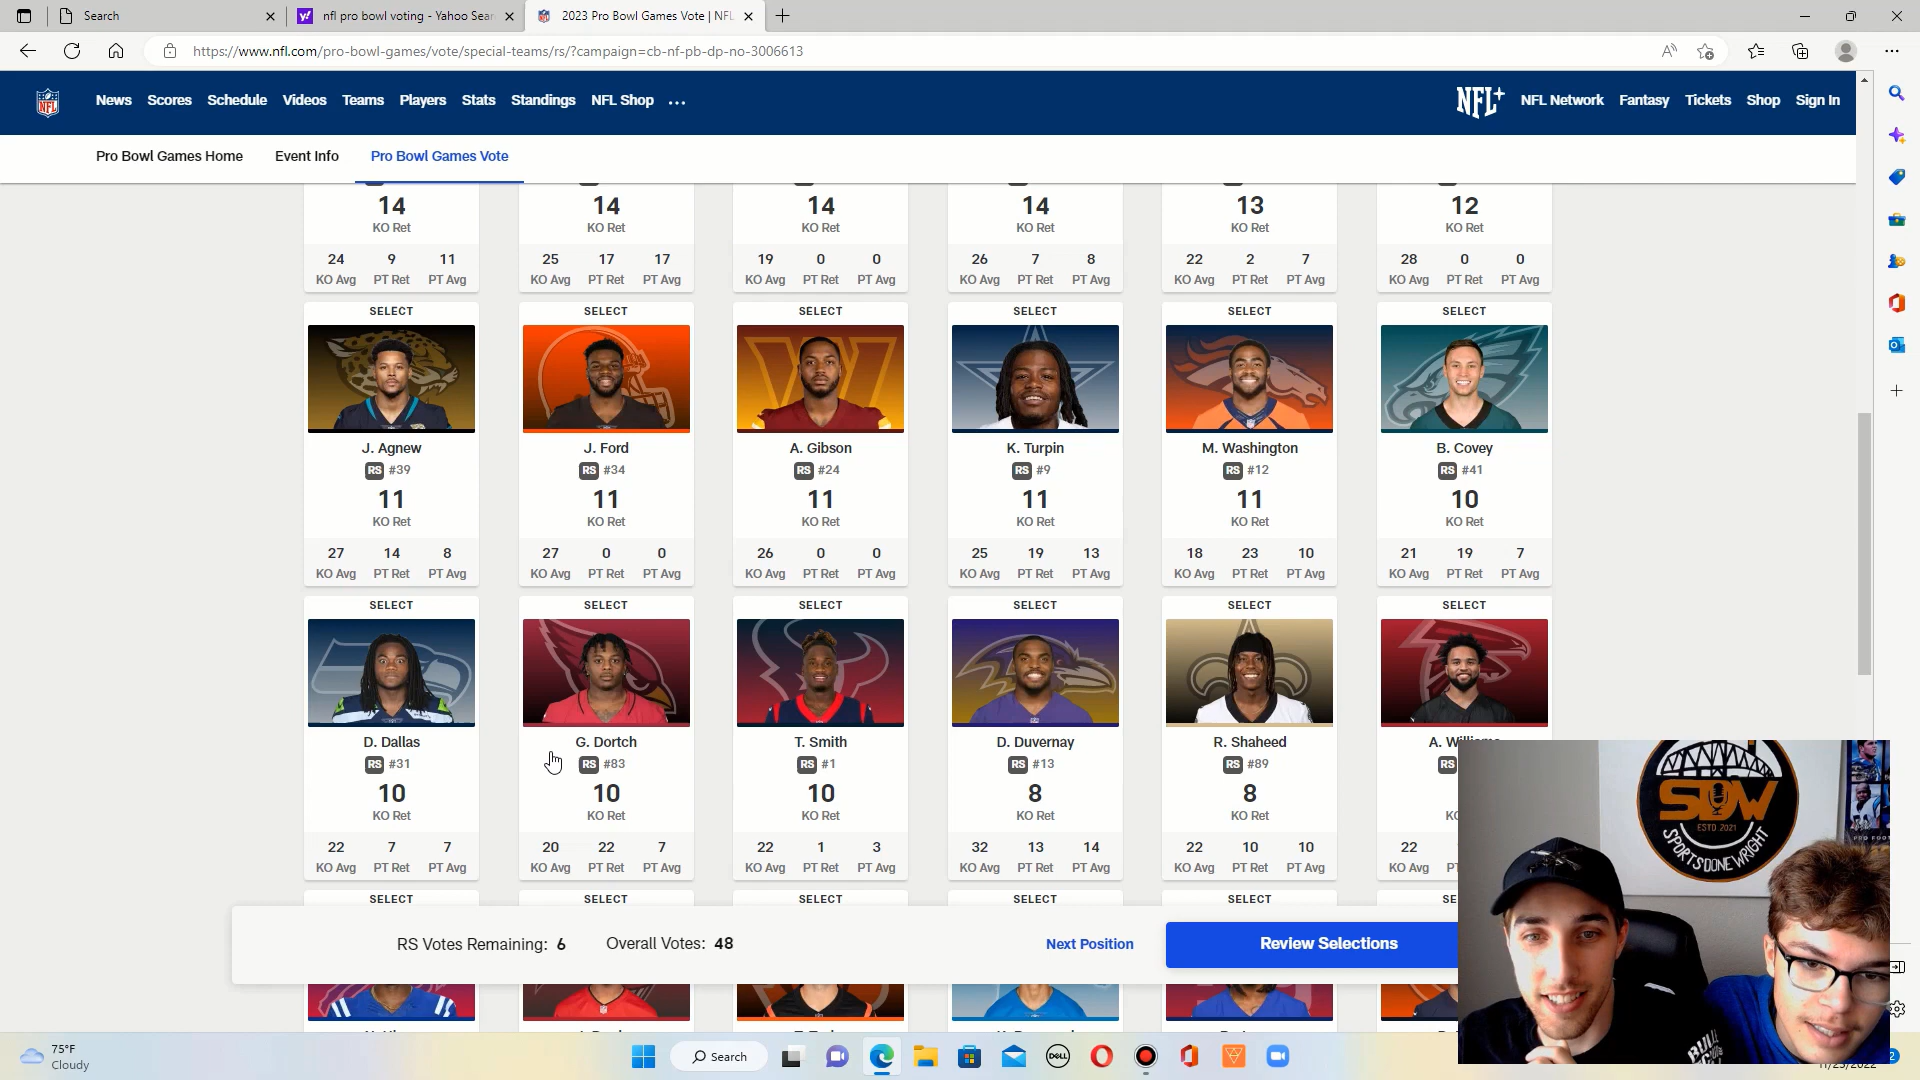 Search
nfl pro bowl voting - Yahoo Sear
2023 Pro Bowl Games Vote | NFL
https://www.nfl.com/pro-bowl-games/vote/special-teams/rs/?campaign=cb-nf-pb-dp-no-3006613
NFL News Scores Schedule Videos Teams Players Stats Standings NFL Shop ... NFL+ NFL Network Fantasy Tickets Shop Sign In
Pro Bowl Games Home Event Info Pro Bowl Games Vote
14 14 14 14 13 12
KO Ret KO Ret KO Ret KO Ret KO Ret KO Ret
24 9 11 25 17 17 19 0 0 26 7 8 22 2 7 28 0 0
KO Avg PT Ret PT Avg KO Avg PT Ret PT Avg KO Avg PT Ret PT Avg KO Avg PT Ret PT Avg KO Avg PT Ret PT Avg KO Avg PT Ret PT Avg
SELECT SELECT SELECT SELECT SELECT SELECT
J. Agnew J. Ford A. Gibson K. Turpin M. Washington B. Covey
RS #39 RS #34 RS #24 RS #9 RS #12 RS #41
11 11 11 11 11 10
KO Ret KO Ret KO Ret KO Ret KO Ret KO Ret
27 14 8 27 0 0 26 0 0 25 19 13 18 23 10 21 19 7
KO Avg PT Ret PT Avg KO Avg PT Ret PT Avg KO Avg PT Ret PT Avg KO Avg PT Ret PT Avg KO Avg PT Ret PT Avg KO Avg PT Ret PT Avg
SELECT SELECT SELECT SELECT SELECT SELECT
D. Dallas G. Dortch T. Smith D. Duvernay R. Shaheed A.
RS #31 RS #83 RS #1 RS #13 RS #89 RS
10 10 10 8 8
KO Ret KO Ret KO Ret KO Ret KO Ret
22 7 7 20 22 7 22 1 3 32 13 14 22 10 10 22
KO Avg PT Ret PT Avg KO Avg PT Ret PT Avg KO Avg PT Ret PT Avg KO Avg PT Ret PT Avg KO Avg PT Ret PT Avg KO Avg
SELECT SELECT SELECT SELECT SELECT
RS Votes Remaining: 6 Overall Votes: 48 Next Position Review Selections
SDW
ESTD 2021
SPORTSDONEWRIGHT
75°F
Cloudy
Search
DELL